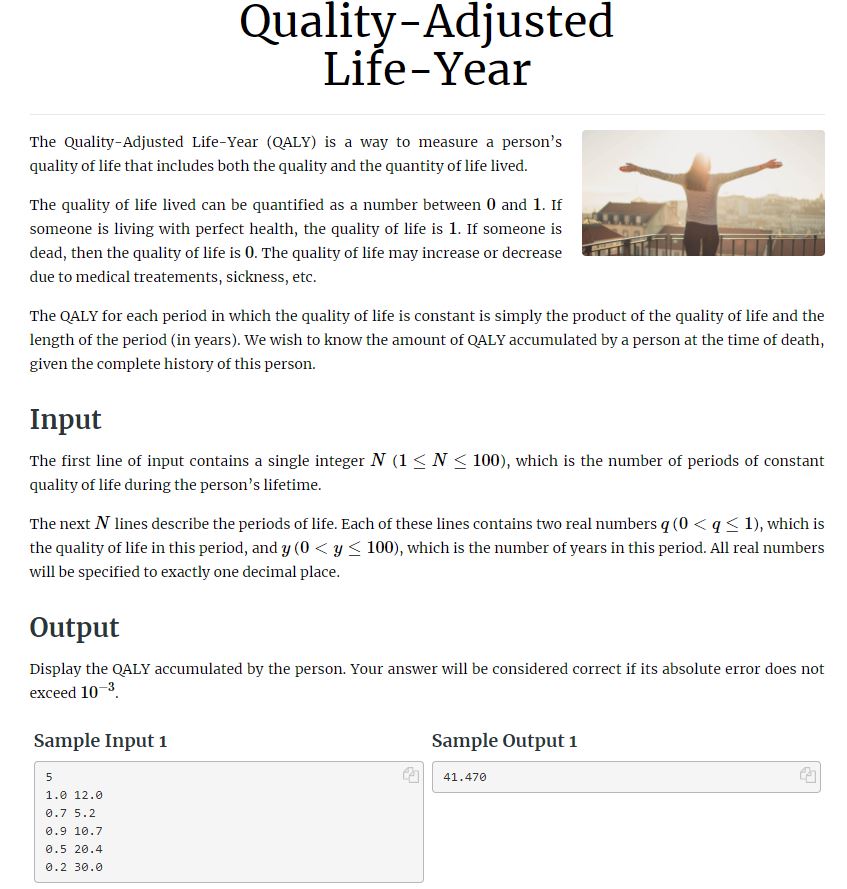 Quality-Adjusted
Life-Year
The Quality-Adjusted Life-Year (QALY) is a way to measure a person's
quality of life that includes both the quality and the quantity of life lived.
The quality of life lived can be quantified as a number between 0 and 1. If
someone is living with perfect health, the quality of life is 1. If someone is
dead, then the quality of life is 0. The quality of life may increase or decrease
due to medical treatements, sickness, etc.
The QALY for each period in which the quality of life is constant is simply the product of the quality of life and the
length of the period (in years). We wish to know the amount of QALY accumulated by a person at the time of death,
given the complete history of this person.
Input
The first line of input contains a single integer N (1 ≤ N ≤ 100), which is the number of periods of constant
quality of life during the person's lifetime.
The next N lines describe the periods of life. Each of these lines contains two real numbers q (0 < q ≤ 1), which is
the quality of life in this period, and y (0 < y ≤ 100), which is the number of years in this period. All real numbers
will be specified to exactly one decimal place.
Output
Display the QALY accumulated by the person. Your answer will be considered correct if its absolute error does not
exceed 10⁻³.
Sample Input 1
5
1.0 12.0
0.7 5.2
0.9 10.7
0.5 20.4
0.2 30.0
Sample Output 1
41.470